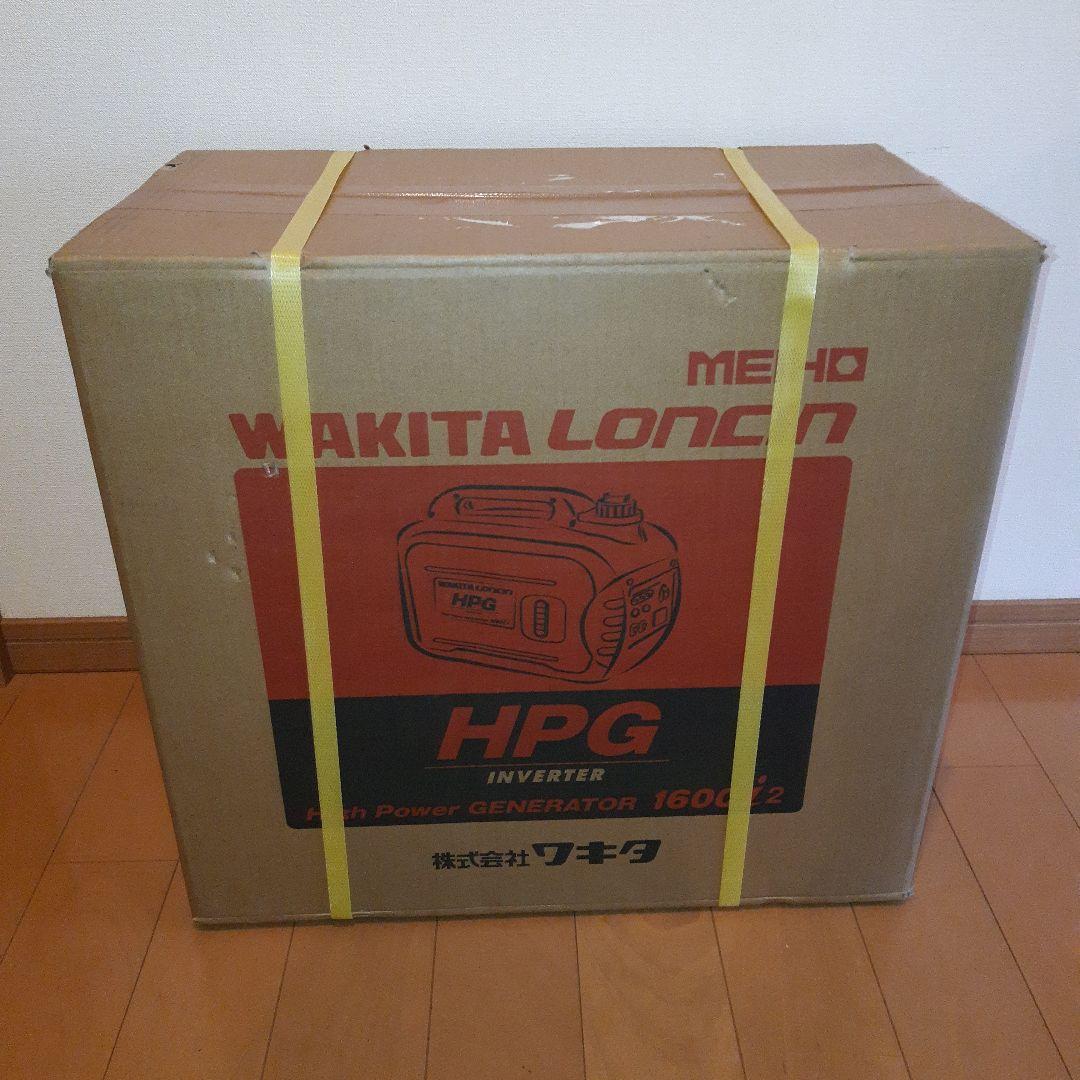 MEIHO
WAKITA LONCIN
WAKITA LONCIN
HPG
HPG
INVERTER
High Power GENERATOR 1600i2
株式会社ワキタ